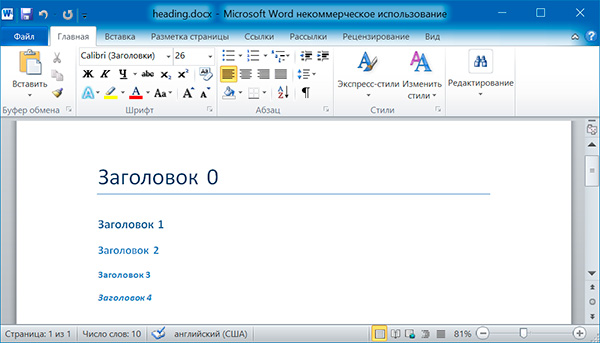 heading.docx - Microsoft Word некоммерческое использование
Файл Главная Вставка Разметка страницы Ссылки Рассылки Рецензирование
Calibri (Заголовки) 26
Вставить
Ж К Ч abc x₂ x²
Экспресс-стили Изменить стили Редактирование
Буфер обмена Шрифт Абзац Стили
Заголовок 0
Заголовок 1
Заголовок 2
Заголовок 3
Заголовок 4
Страница: 1 из 1 Число слов: 10 английский (США) 81%